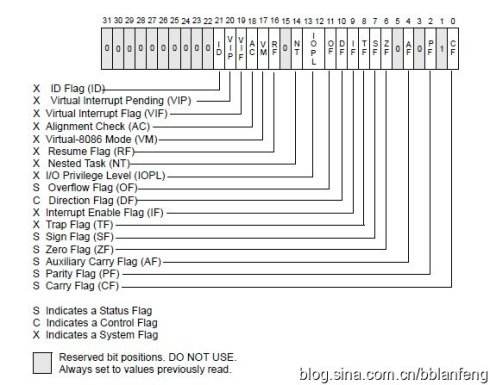 31 30 29 28 27 26 25 24 23 22 21 20 19 18 17 16 15 14 13 12 11 10 9 8 7 6 5 4 3 2 1 0
0 0 0 0 0 0 0 0 0 0 ID VIP VIF AC VM RF 0 NT IOPL OF DF IF TF SF ZF 0 AF 0 PF 1 CF
X ID Flag (ID)
X Virtual Interrupt Pending (VIP)
X Virtual Interrupt Flag (VIF)
X Alignment Check (AC)
X Virtual-8086 Mode (VM)
X Resume Flag (RF)
X Nested Task (NT)
X I/O Privilege Level (IOPL)
S Overflow Flag (OF)
C Direction Flag (DF)
X Interrupt Enable Flag (IF)
X Trap Flag (TF)
S Sign Flag (SF)
S Zero Flag (ZF)
S Auxiliary Carry Flag (AF)
S Parity Flag (PF)
S Carry Flag (CF)
S Indicates a Status Flag
C Indicates a Control Flag
X Indicates a System Flag
Reserved bit positions. DO NOT USE.
Always set to values previously read.
blog.sina.com.cn/bblanfeng